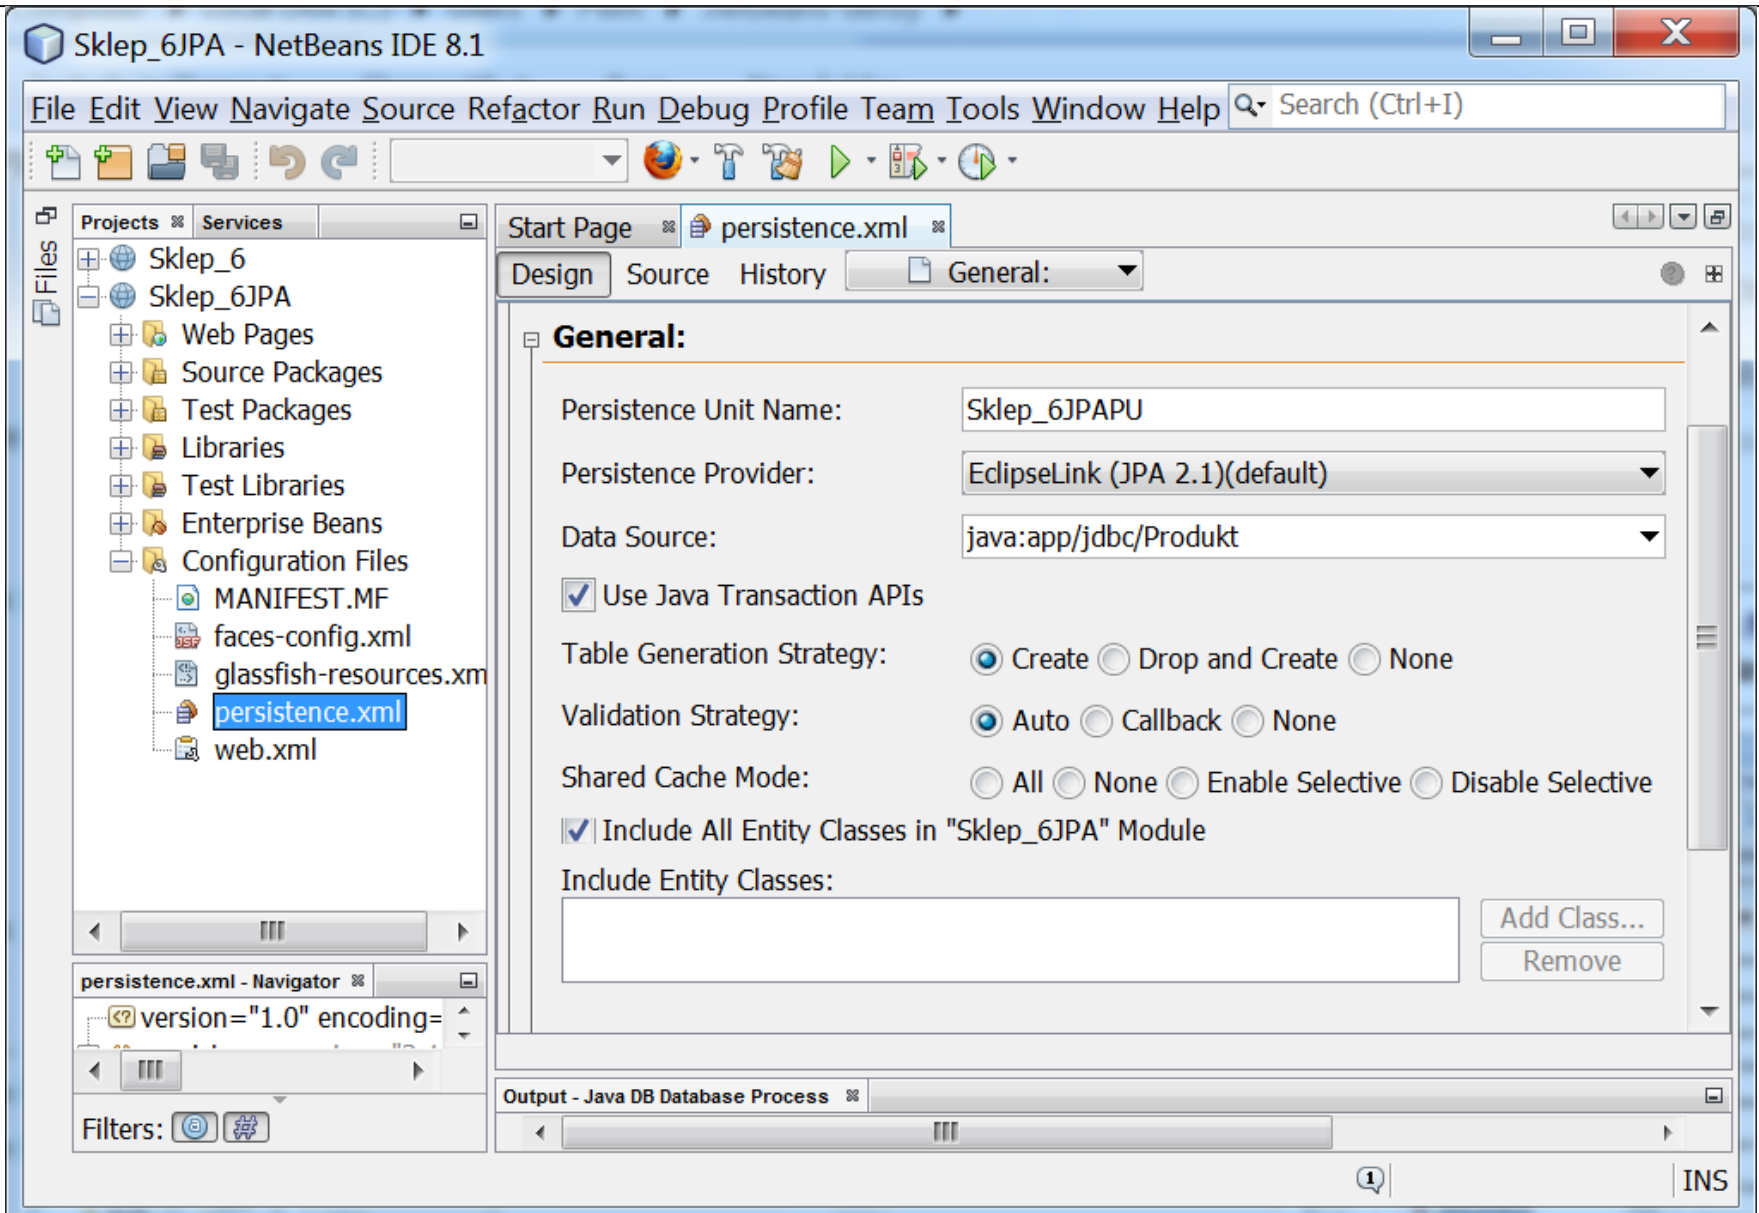 Sklep_6JPA - NetBeans IDE 8.1
File Edit View Navigate Source Refactor Run Debug Profile Team Tools Window Help Search (Ctrl+I)
Files
Projects Services
Sklep_6
Sklep_6JPA
Web Pages
Source Packages
Test Packages
Libraries
Test Libraries
Enterprise Beans
Configuration Files
MANIFEST.MF
faces-config.xml
glassfish-resources.xm
persistence.xml
web.xml
persistence.xml - Navigator
version="1.0" encoding=
Filters:
Start Page persistence.xml
Design Source History General:
General:
Persistence Unit Name: Sklep_6JPAPU
Persistence Provider: EclipseLink (JPA 2.1)(default)
Data Source: java:app/jdbc/Produkt
Use Java Transaction APIs
Table Generation Strategy: Create Drop and Create None
Validation Strategy: Auto Callback None
Shared Cache Mode: All None Enable Selective Disable Selective
Include All Entity Classes in "Sklep_6JPA" Module
Include Entity Classes:
Add Class...
Remove
Output - Java DB Database Process
1 INS